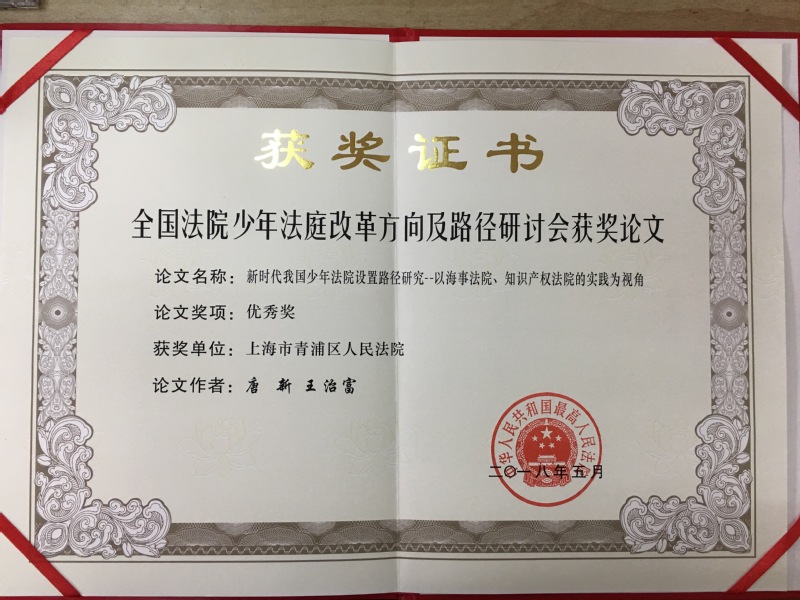 获奖证书
全国法院少年法庭改革方向及路径研讨会获奖论文
论文名称：新时代我国少年法院设置路径研究--以海事法院、知识产权法院的实践为视角
论文奖项：优秀奖
获奖单位：上海市青浦区人民法院
论文作者：唐 新 王治富
中华人民共和国最高人民法院
二〇一八年五月